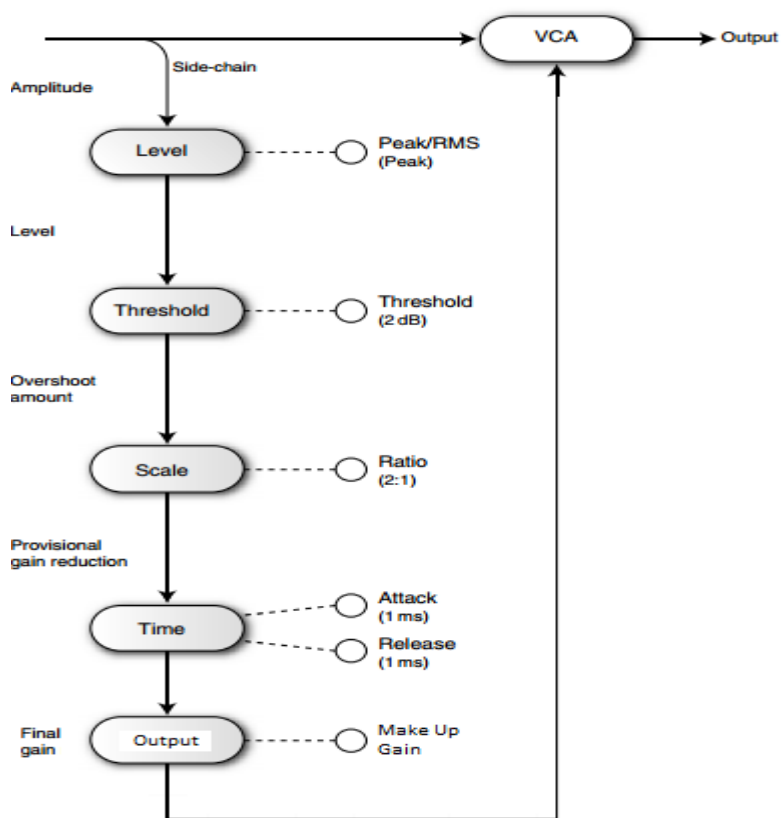 VCA
Output
Side-chain
Amplitude
Level
Peak/RMS
(Peak)
Level
Threshold
Threshold
(2 dB)
Overshoot
amount
Scale
Ratio
(2:1)
Provisional
gain reduction
Time
Attack
(1 ms)
Release
(1 ms)
Final
gain
Output
Make Up
Gain